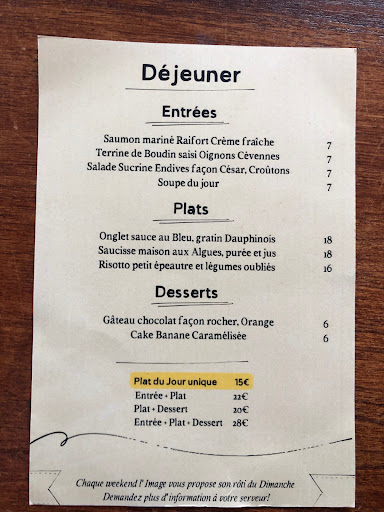 Déjeuner
Entrées
Saumon mariné Raifort Crème fraîche 7
Terrine de Boudin saisi Oignons Cévennes 7
Salade Sucrine Endives façon César, Croûtons 7
Soupe du jour 7
Plats
Onglet sauce au Bleu, gratin Dauphinois 18
Saucisse maison aux Algues, purée et jus 18
Risotto petit épeautre et légumes oubliés 16
Desserts
Gâteau chocolat façon rocher, Orange 6
Cake Banane Caramélisée 6
Plat du Jour unique 15€
Entrée + Plat 22€
Plat + Dessert 20€
Entrée + Plat + Dessert 28€
Chaque weekend l'Image vous propose son rôti du Dimanche
Demandez plus d'information à votre serveur!